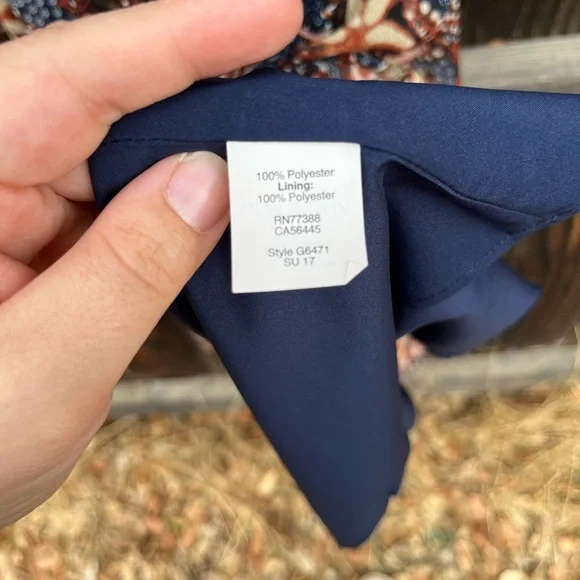 100% Polyester
Lining:
100% Polyester
RN77388
CA56445
Style G6471
SU 17